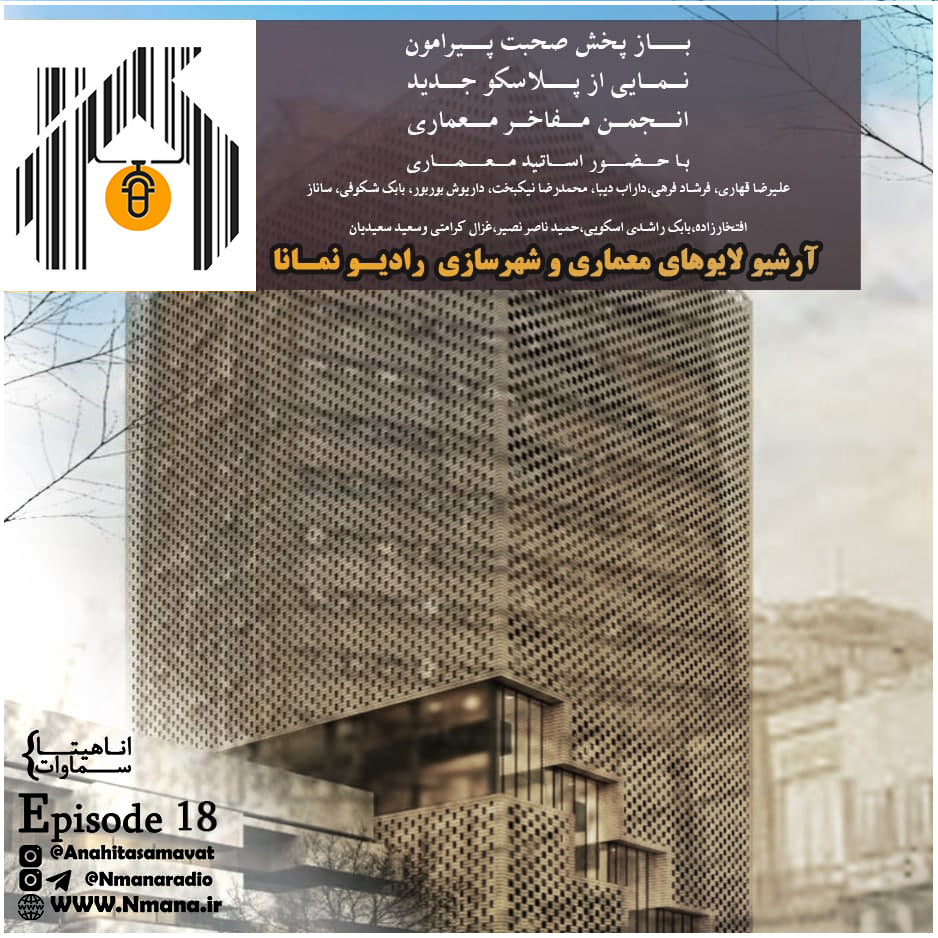 باز پخش صحبت پیرامون
نمایی از پلاسکو جدید
انجمن مفاخر معماری
با حضور اساتید معماری
علیرضا قهاری، فرشاد فرهی،داراب دیبا، محمدرضا نیکبخت، داریوش بوربور، بابک شکوفی، ساناز
افتخارزاده،بابک راشدی اسکویی،حمید ناصر نصیر،غزال کرامتی وسعید سعیدیان
آرشیو لایوهای معماری و شهرسازی رادیو نمانا
اناهیتا
سماوات
Episode 18
@Anahitasamavat
@Nmanaradio
WWW.Nmana.ir